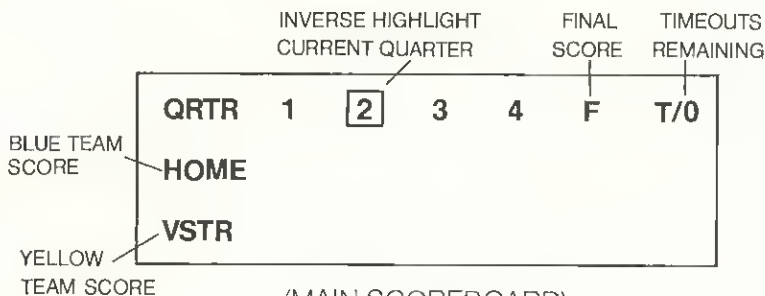 INVERSE HIGHLIGHT CURRENT QUARTER
FINAL SCORE
TIMEOUTS REMAINING
QRTR 1 2 3 4 F T/0
BLUE TEAM SCORE
HOME
VSTR
YELLOW TEAM SCORE
(MAIN SCOREBOARD)